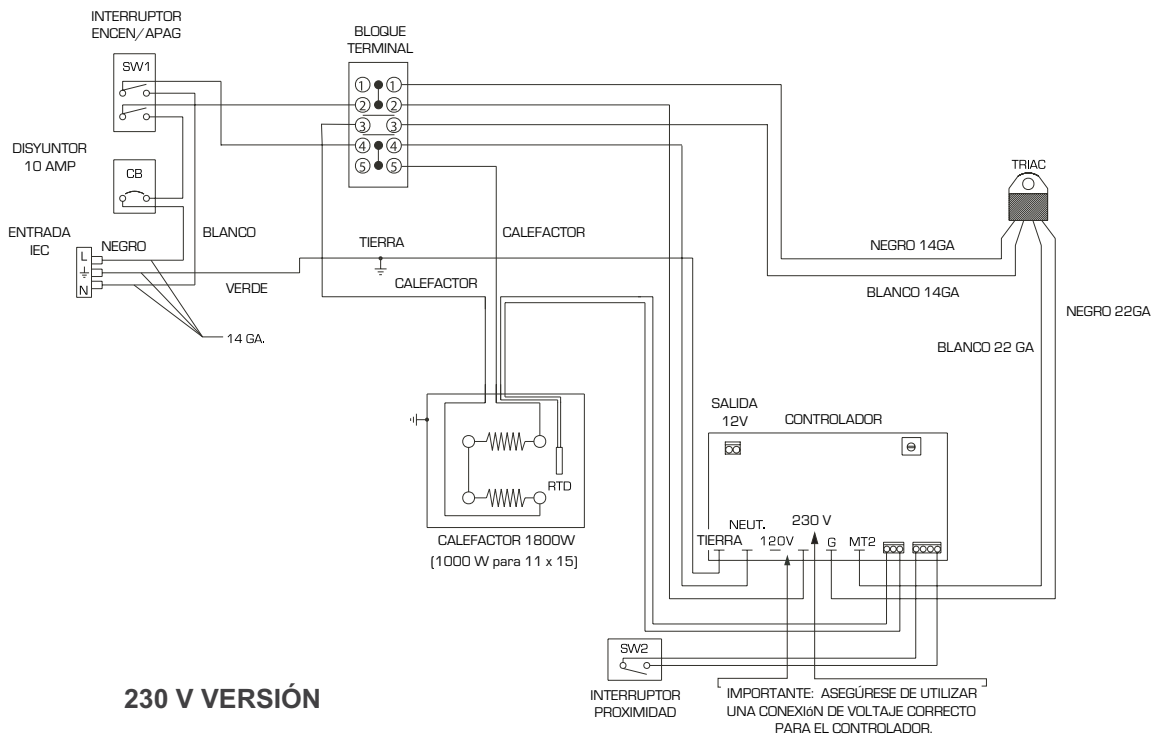 INTERRUPTOR
ENCEN/APAG
SW1
BLOQUE
TERMINAL
1 1
2 2
3 3
4 4
5 5
DISYUNTOR
10 AMP
CB
TRIAC
ENTRADA
IEC
L
N
NEGRO
BLANCO
TIERRA
CALEFACTOR
VERDE
CALEFACTOR
14 GA.
NEGRO 14GA
BLANCO 14GA
NEGRO 22GA
BLANCO 22 GA
RTD
CALEFACTOR 1800W
(1000 W para 11 x 15)
SALIDA
12V
CONTROLADOR
TIERRA
NEUT.
120V
230 V
G
MT2
SW2
INTERRUPTOR
PROXIMIDAD
IMPORTANTE: ASEGÚRESE DE UTILIZAR
UNA CONEXIóN DE VOLTAJE CORRECTO
PARA EL CONTROLADOR.
230 V VERSIÓN